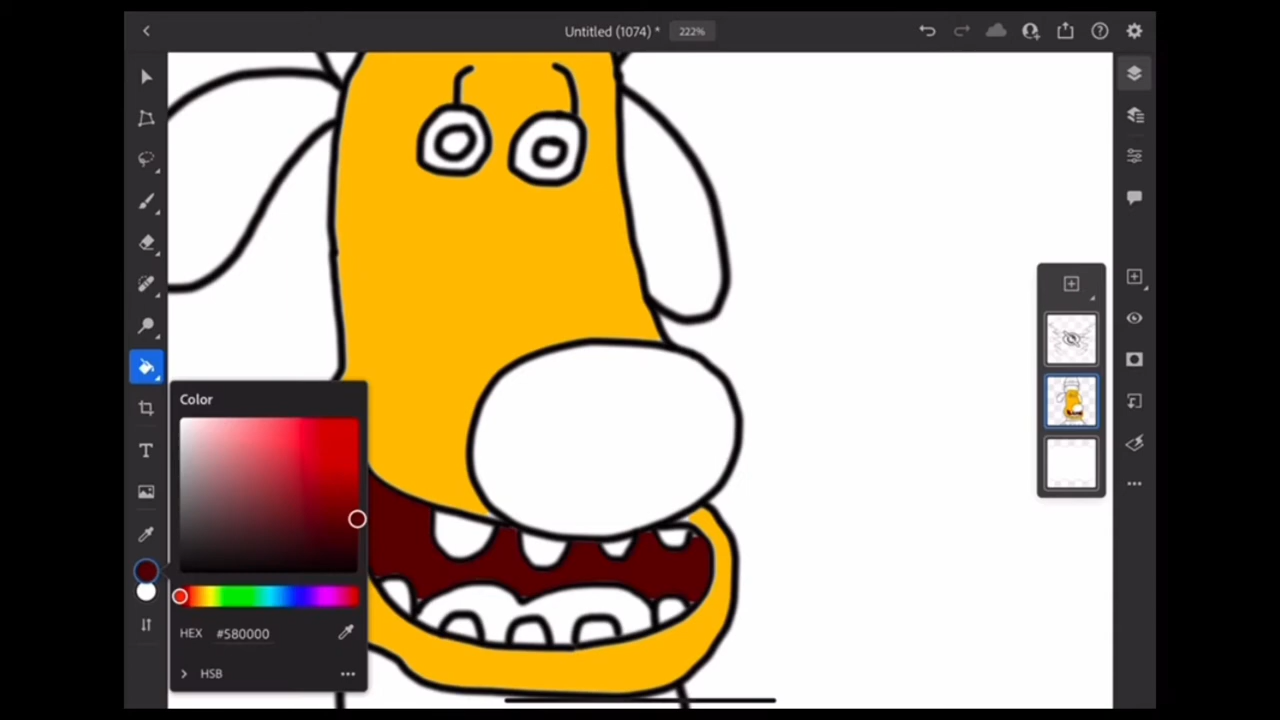 Untitled (1074) *
222%
Color
T
HEX #580000
HSB